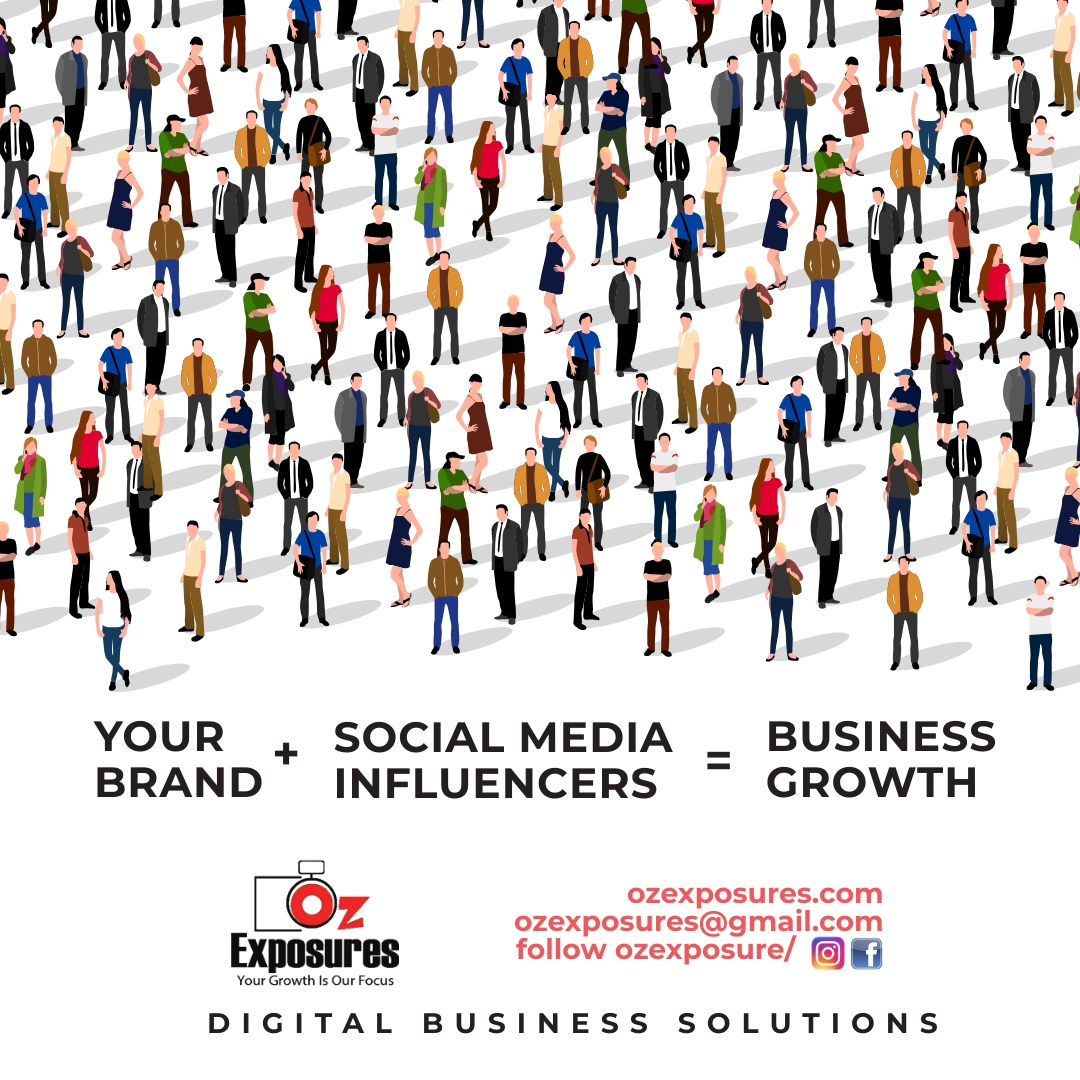 YOUR
BRAND
+
SOCIAL MEDIA
INFLUENCERS
=
BUSINESS
GROWTH
Oz
Exposures
Your Growth Is Our Focus
ozexposures.com
ozexposures@gmail.com
follow ozexposure/
DIGITAL BUSINESS SOLUTIONS